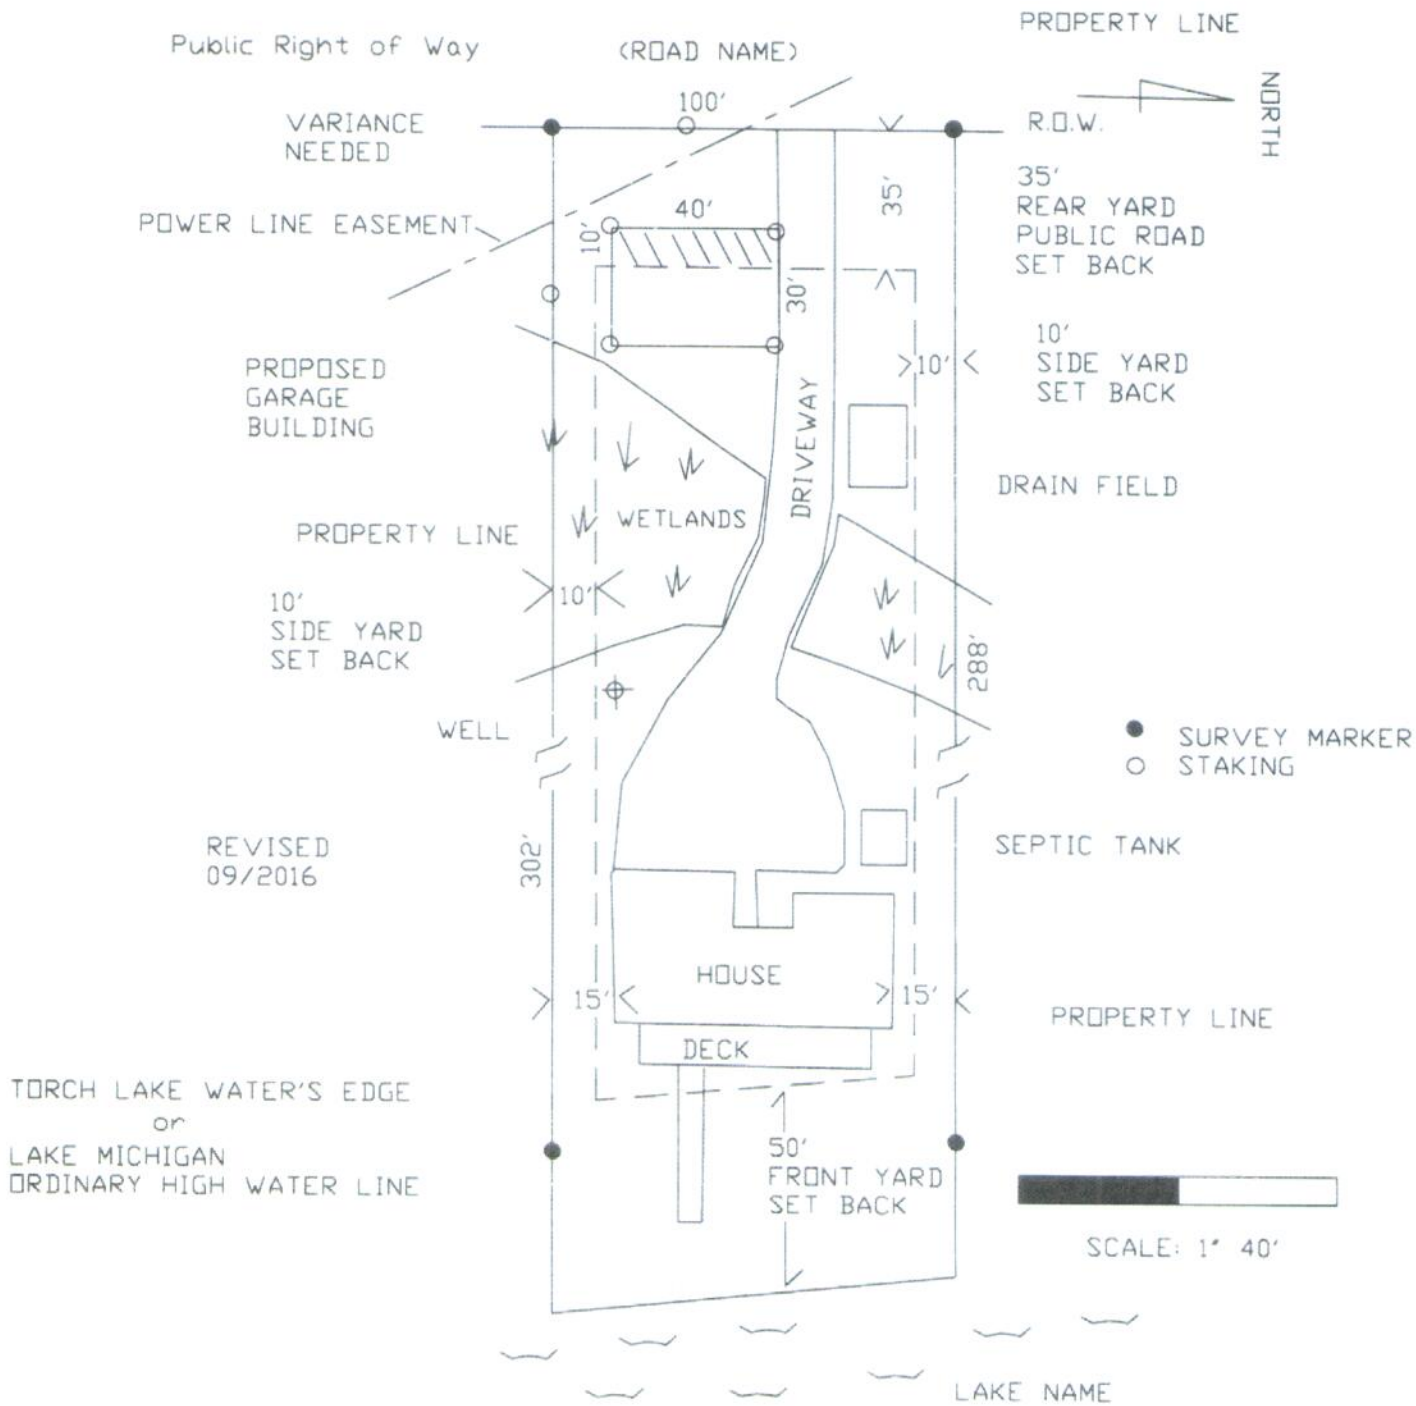 PROPERTY LINE
Public Right of Way
(ROAD NAME)
NORTH
100'
VARIANCE
NEEDED
R.O.W.
35'
35'
REAR YARD
PUBLIC ROAD
SET BACK
POWER LINE EASEMENT
40'
10'
30'
10'
10'
SIDE YARD
SET BACK
PROPOSED
GARAGE
BUILDING
DRIVEWAY
DRAIN FIELD
WETLANDS
PROPERTY LINE
10'
10'
SIDE YARD
SET BACK
288'
WELL
SURVEY MARKER
STAKING
REVISED
09/2016
302'
SEPTIC TANK
HOUSE
15'
15'
PROPERTY LINE
DECK
TORCH LAKE WATER'S EDGE
or
LAKE MICHIGAN
ORDINARY HIGH WATER LINE
50'
FRONT YARD
SET BACK
SCALE: 1" 40'
LAKE NAME